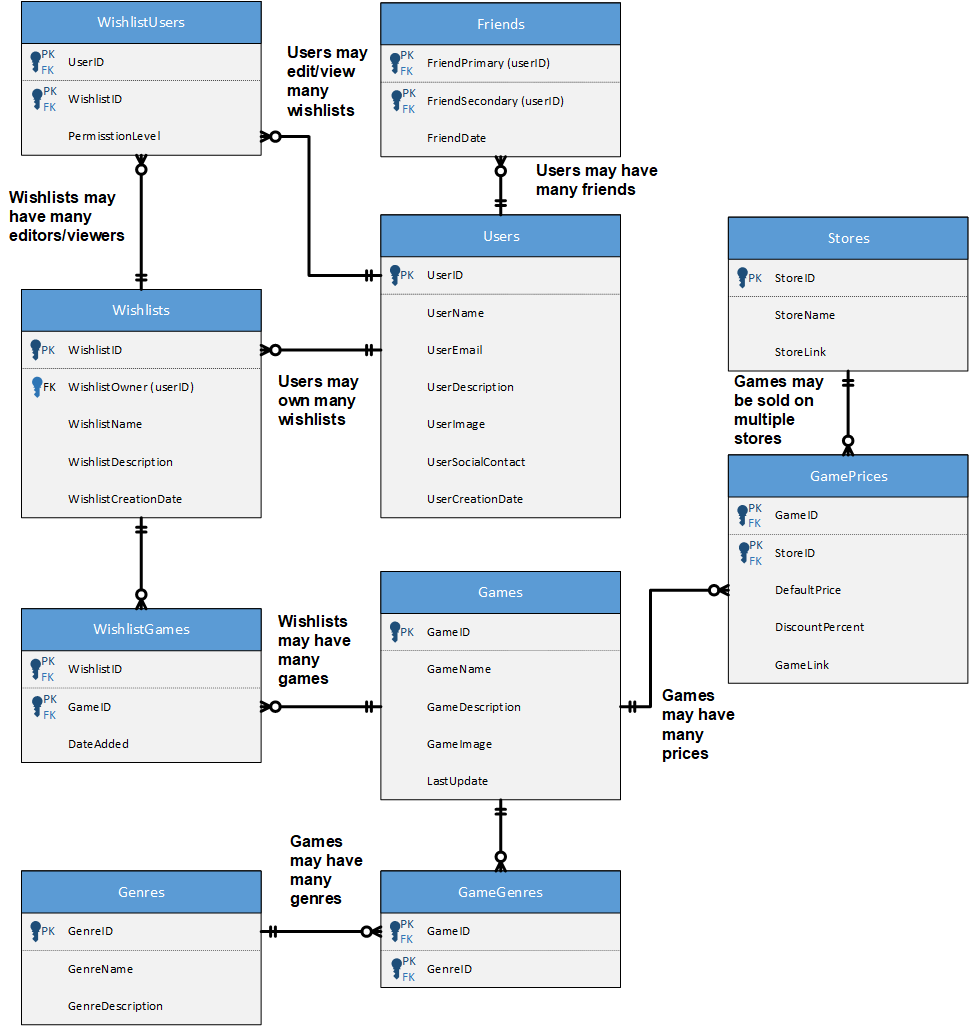 WishlistUsers
PK
FK
UserID
PK
FK
WishlistID
PermisstionLevel
Users may
edit/view
many
wishlists
Friends
PK
FK
FriendPrimary (userID)
PK
FK
FriendSecondary (userID)
FriendDate
Wishlists may
have many
editors/viewers
Users may have
many friends
Users
PK
UserID
UserName
UserEmail
UserDescription
UserImage
UserSocialContact
UserCreationDate
Stores
PK
StoreID
StoreName
StoreLink
Wishlists
PK
WishlistID
FK
WishlistOwner (userID)
WishlistName
WishlistDescription
WishlistCreationDate
Users may
own many
wishlists
Games may
be sold on
multiple
stores
GamePrices
PK
FK
GameID
PK
FK
StoreID
DefaultPrice
DiscountPercent
GameLink
WishlistGames
PK
FK
WishlistID
PK
FK
GameID
DateAdded
Wishlists
may have
many
games
Games
PK
GameID
GameName
GameDescription
GameImage
LastUpdate
Games
may have
many
prices
Genres
PK
GenreID
GenreName
GenreDescription
Games
may have
many
genres
GameGenres
PK
FK
GameID
PK
FK
GenreID